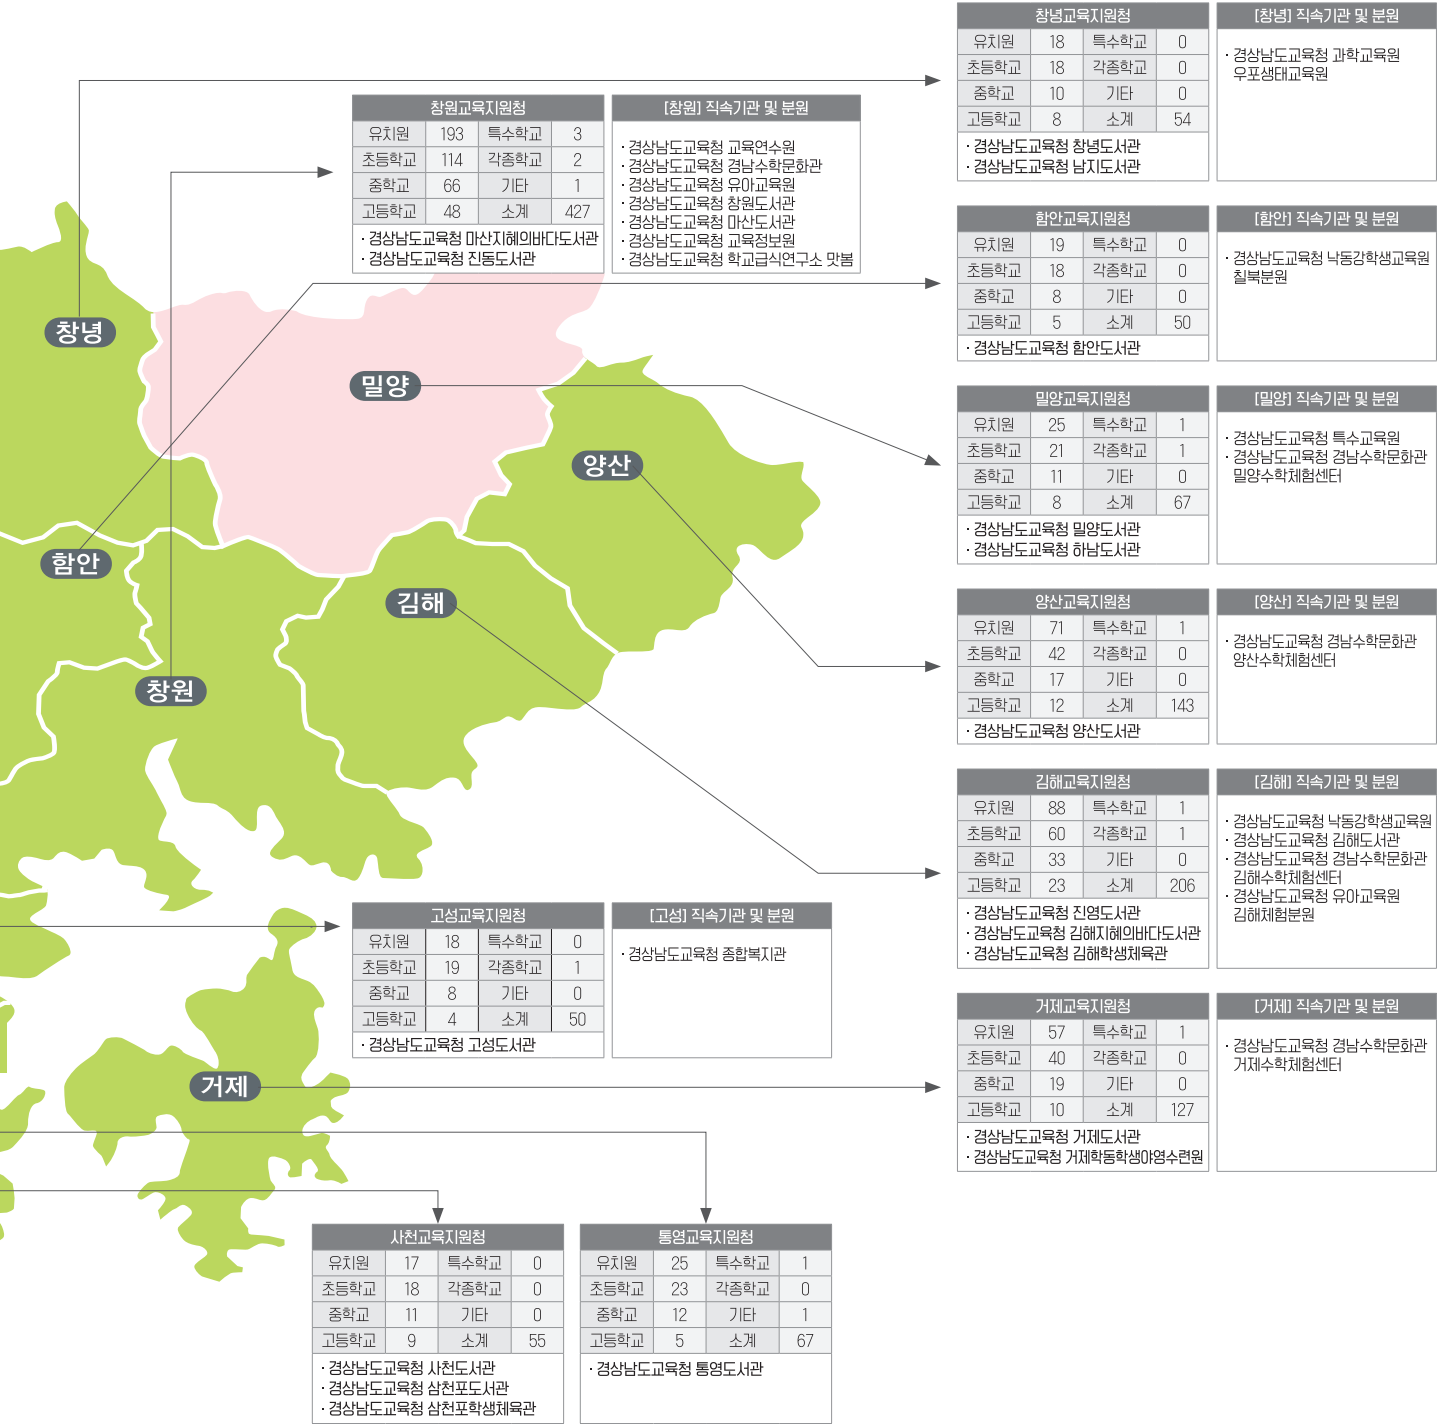 창녕교육지원청
유치원 18 특수학교 0
초등학교 18 각종학교 0
중학교 10 기타 0
고등학교 8 소계 54
· 경상남도교육청 창녕도서관
· 경상남도교육청 남지도서관
[창녕] 직속기관 및 분원
· 경상남도교육청 과학교육원
우포생태교육원
창원교육지원청
유치원 193 특수학교 3
초등학교 114 각종학교 2
중학교 66 기타 1
고등학교 48 소계 427
· 경상남도교육청 마산지혜의바다도서관
· 경상남도교육청 진동도서관
[창원] 직속기관 및 분원
· 경상남도교육청 교육연수원
· 경상남도교육청 경남수학문화관
· 경상남도교육청 유아교육원
· 경상남도교육청 창원도서관
· 경상남도교육청 마산도서관
· 경상남도교육청 교육정보원
· 경상남도교육청 학교급식연구소 맛봄
함안교육지원청
유치원 19 특수학교 0
초등학교 18 각종학교 0
중학교 8 기타 0
고등학교 5 소계 50
· 경상남도교육청 함안도서관
[함안] 직속기관 및 분원
· 경상남도교육청 낙동강학생교육원
칠북분원
창녕
밀양
양산
함안
김해
창원
밀양교육지원청
유치원 25 특수학교 1
초등학교 21 각종학교 1
중학교 11 기타 0
고등학교 8 소계 67
· 경상남도교육청 밀양도서관
· 경상남도교육청 하남도서관
[밀양] 직속기관 및 분원
· 경상남도교육청 특수교육원
· 경상남도교육청 경남수학문화관
밀양수학체험센터
양산교육지원청
유치원 71 특수학교 1
초등학교 42 각종학교 0
중학교 17 기타 0
고등학교 12 소계 143
· 경상남도교육청 양산도서관
[양산] 직속기관 및 분원
· 경상남도교육청 경남수학문화관
양산수학체험센터
김해교육지원청
유치원 88 특수학교 1
초등학교 60 각종학교 1
중학교 33 기타 0
고등학교 23 소계 206
· 경상남도교육청 진영도서관
· 경상남도교육청 김해지혜의바다도서관
· 경상남도교육청 김해학생체육관
[김해] 직속기관 및 분원
· 경상남도교육청 낙동강학생교육원
· 경상남도교육청 김해도서관
· 경상남도교육청 경남수학문화관
김해수학체험센터
· 경상남도교육청 유아교육원
김해체험분원
고성교육지원청
유치원 18 특수학교 0
초등학교 19 각종학교 1
중학교 8 기타 0
고등학교 4 소계 50
· 경상남도교육청 고성도서관
[고성] 직속기관 및 분원
· 경상남도교육청 종합복지관
거제
거제교육지원청
유치원 57 특수학교 1
초등학교 40 각종학교 0
중학교 19 기타 0
고등학교 10 소계 127
· 경상남도교육청 거제도서관
· 경상남도교육청 거제학동학생야영수련원
[거제] 직속기관 및 분원
· 경상남도교육청 경남수학문화관
거제수학체험센터
사천교육지원청
유치원 17 특수학교 0
초등학교 18 각종학교 0
중학교 11 기타 0
고등학교 9 소계 55
· 경상남도교육청 사천도서관
· 경상남도교육청 삼천포도서관
· 경상남도교육청 삼천포학생체육관
통영교육지원청
유치원 25 특수학교 1
초등학교 23 각종학교 0
중학교 12 기타 1
고등학교 5 소계 67
· 경상남도교육청 통영도서관